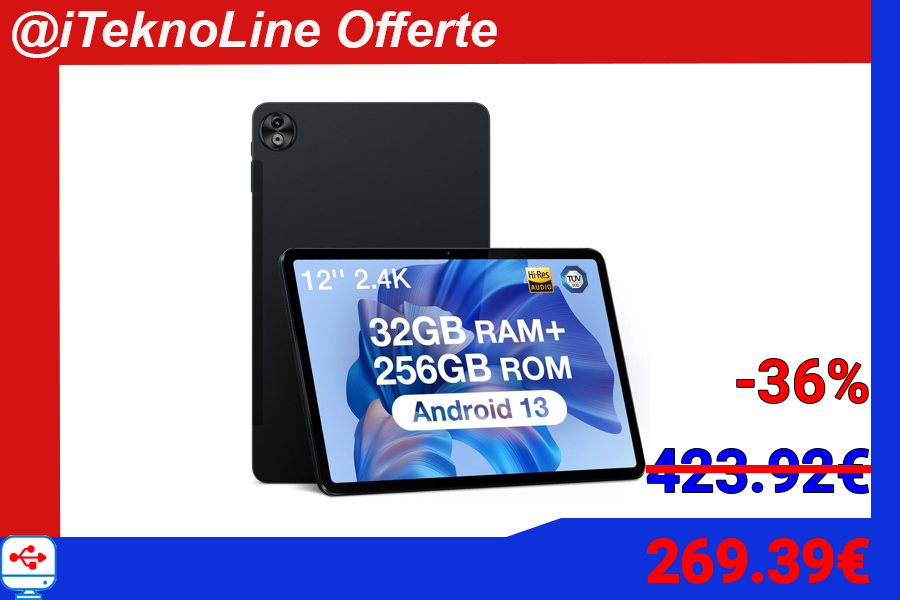 @iTeknoLine Offerte
12'' 2.4K
Hi-Res
AUDIO
TÜV
32GB RAM+
256GB ROM
Android 13
-36%
423.92€
269.39€